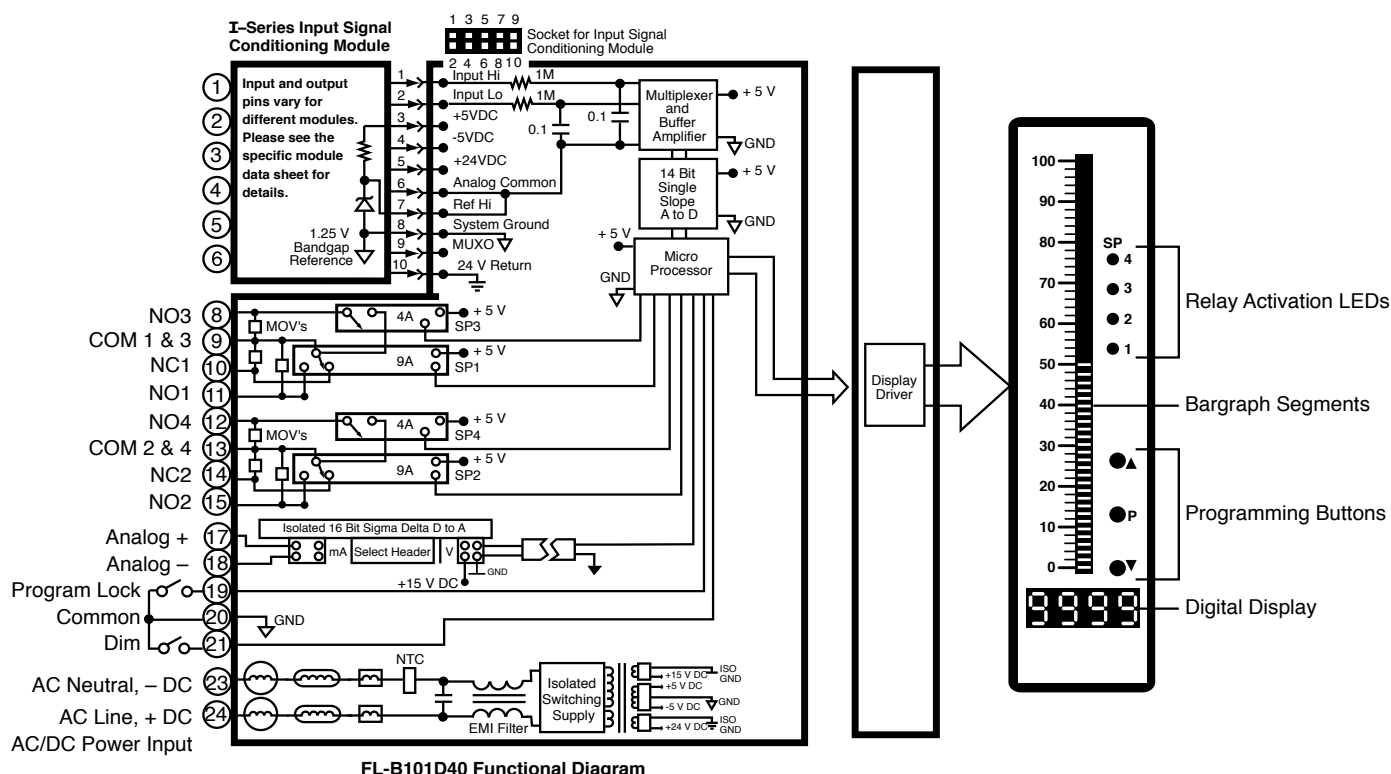 I–Series Input Signal
Conditioning Module
1 3 5 7 9
Socket for Input Signal
Conditioning Module
2 4 6 8 10
1
2
3
4
5
6
Input and output
pins vary for
different modules.
Please see the
specific module
data sheet for
details.
1.25 V
Bandgap
Reference
1 Input Hi 1M
2 Input Lo 1M
3 +5VDC
4 -5VDC
5 +24VDC
6 Analog Common
7 Ref Hi
8 System Ground
9 MUXO
10 24 V Return
0.1
0.1
Multiplexer
and
Buffer
Amplifier
+ 5 V
GND
14 Bit
Single
Slope
A to D
+ 5 V
GND
+ 5 V
GND
Micro
Processor
NO3 8
COM 1 & 3 9
NC1 10
NO1 11
MOV's
4A
+ 5 V
SP3
9A
+ 5 V
SP1
NO4 12
COM 2 & 4 13
NC2 14
NO2 15
MOV's
4A
+ 5 V
SP4
9A
+ 5 V
SP2
Analog + 17
Analog – 18
Isolated 16 Bit Sigma Delta D to A
mA Select Header V
GND
+15 V DC
Program Lock 19
Common 20
GND
Dim 21
AC Neutral, – DC 23
AC Line, + DC 24
AC/DC Power Input
NTC
EMI Filter
Isolated
Switching
Supply
+15 V DC
ISO
GND
+5 V DC
GND
-5 V DC
+24 V DC
ISO
GND
Display
Driver
100
90
80
70
60
50
40
30
20
10
0
SP
4
3
2
1
P
9999
Relay Activation LEDs
Bargraph Segments
Programming Buttons
Digital Display
FL-B101D40 Functional Diagram